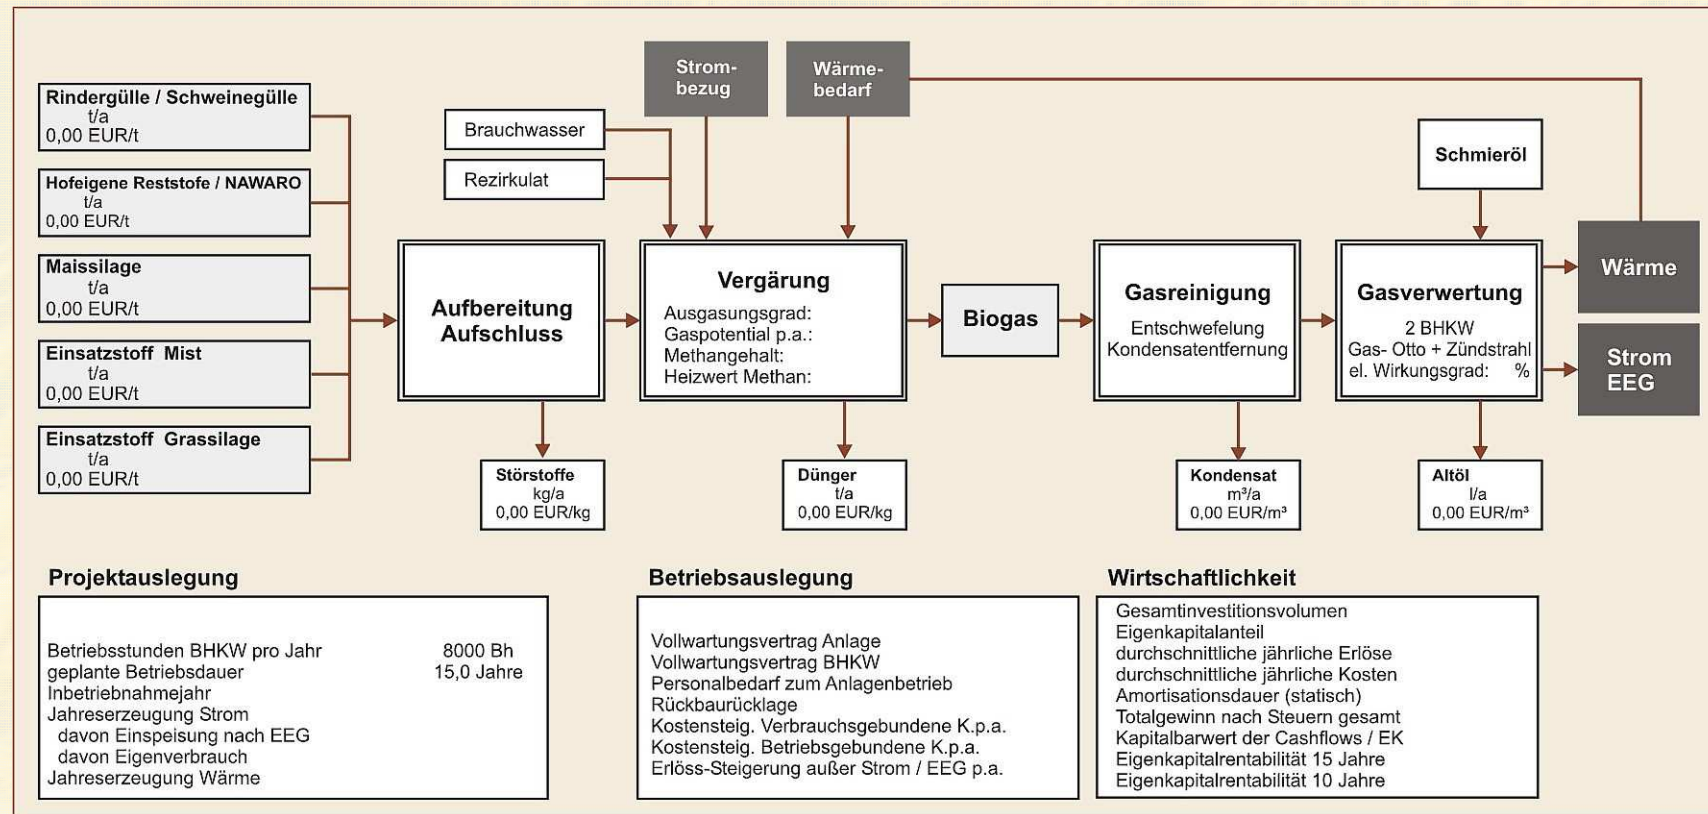 Rindergülle / Schweinegülle
t/a
0,00 EUR/t
Hofeigene Reststofe / NAWARO
t/a
0,00 EUR/t
Maissilage
t/a
0,00 EUR/t
Einsatzstoff Mist
t/a
0,00 EUR/t
Einsatzstoff Grassilage
t/a
0,00 EUR/t
Aufbereitung
Aufschluss
Störstoffe
kg/a
0,00 EUR/kg
Brauchwasser
Rezirkulat
Strom-
bezug
Wärme-
bedarf
Vergärung
Ausgasungsgrad:
Gaspotential p.a.:
Methangehalt:
Heizwert Methan:
Dünger
t/a
0,00 EUR/kg
Biogas
Gasreinigung
Entschwefelung
Kondensatentfernung
Kondensat
m³/a
0,00 EUR/m³
Schmieröl
Gasverwertung
2 BHKW
Gas- Otto + Zündstrahl
el. Wirkungsgrad: %
Altöl
l/a
0,00 EUR/m³
Wärme
Strom
EEG
Projektauslegung
Betriebsstunden BHKW pro Jahr 8000 Bh
geplante Betriebsdauer 15,0 Jahre
Inbetriebnahmejahr
Jahreserzeugung Strom
davon Einspeisung nach EEG
davon Eigenverbrauch
Jahreserzeugung Wärme
Betriebsauslegung
Vollwartungsvertrag Anlage
Vollwartungsvertrag BHKW
Personalbedarf zum Anlagenbetrieb
Rückbaurücklage
Kostensteig. Verbrauchsgebundene K.p.a.
Kostensteig. Betriebsgebundene K.p.a.
Erlöss-Steigerung außer Strom / EEG p.a.
Wirtschaftlichkeit
Gesamtinvestitionsvolumen
Eigenkapitalanteil
durchschnittliche jährliche Erlöse
durchschnittliche jährliche Kosten
Amortisationsdauer (statisch)
Totalgewinn nach Steuern gesamt
Kapitalbarwert der Cashflows / EK
Eigenkapitalrentabilität 15 Jahre
Eigenkapitalrentabilität 10 Jahre